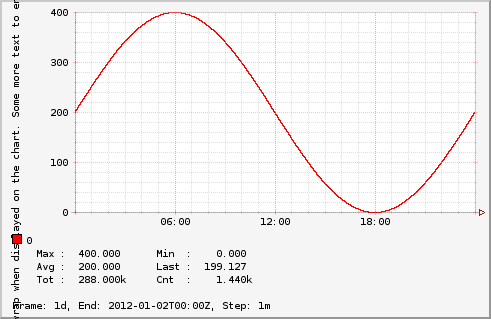 wrap when displayed on the chart. Some more text to
400
300
200
100
0
06:00
12:00
18:00
0
Max : 400.000 Min : 0.000
Avg : 200.000 Last : 199.127
Tot : 288.000k Cnt : 1.440k
Frame: 1d, End: 2012-01-02T00:00Z, Step: 1m